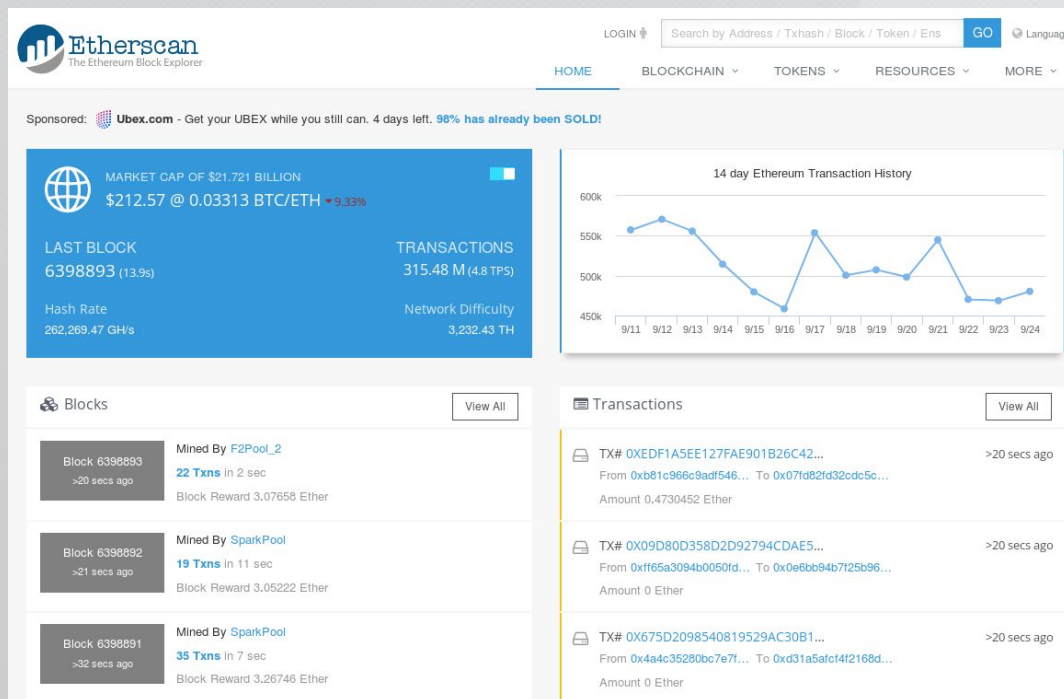 Etherscan
The Ethereum Block Explorer
LOGIN
Search by Address / Txhash / Block / Token / Ens
GO
Languag
HOME
BLOCKCHAIN
TOKENS
RESOURCES
MORE
Sponsored: Ubex.com - Get your UBEX while you still can. 4 days left. 98% has already been SOLD!
MARKET CAP OF $21.721 BILLION
$212.57 @ 0.03313 BTC/ETH 9.33%
LAST BLOCK
6398893 (13.9s)
TRANSACTIONS
315.48 M (4.8 TPS)
Hash Rate
262,269.47 GH/s
Network Difficulty
3,232.43 TH
14 day Ethereum Transaction History
600k
550k
500k
450k
9/11 9/12 9/13 9/14 9/15 9/16 9/17 9/18 9/19 9/20 9/21 9/22 9/23 9/24
Blocks
View All
Block 6398893
>20 secs ago
Mined By F2Pool_2
22 Txns in 2 sec
Block Reward 3.07658 Ether
Block 6398892
>21 secs ago
Mined By SparkPool
19 Txns in 11 sec
Block Reward 3.05222 Ether
Block 6398891
>32 secs ago
Mined By SparkPool
35 Txns in 7 sec
Block Reward 3.26746 Ether
Transactions
View All
TX# 0XEDF1A5EE127FAE901B26C42...
>20 secs ago
From 0xb81c966c9adf546... To 0x07fd82fd32cdc5c...
Amount 0.4730452 Ether
TX# 0X09D80D358D2D92794CDAE5...
>20 secs ago
From 0xff65a3094b0050fd... To 0x0e6bb94b7f25b96...
Amount 0 Ether
TX# 0X675D2098540819529AC30B1...
>20 secs ago
From 0x4a4c35280bc7e7f... To 0xd31a5afcf4f2168d...
Amount 0 Ether